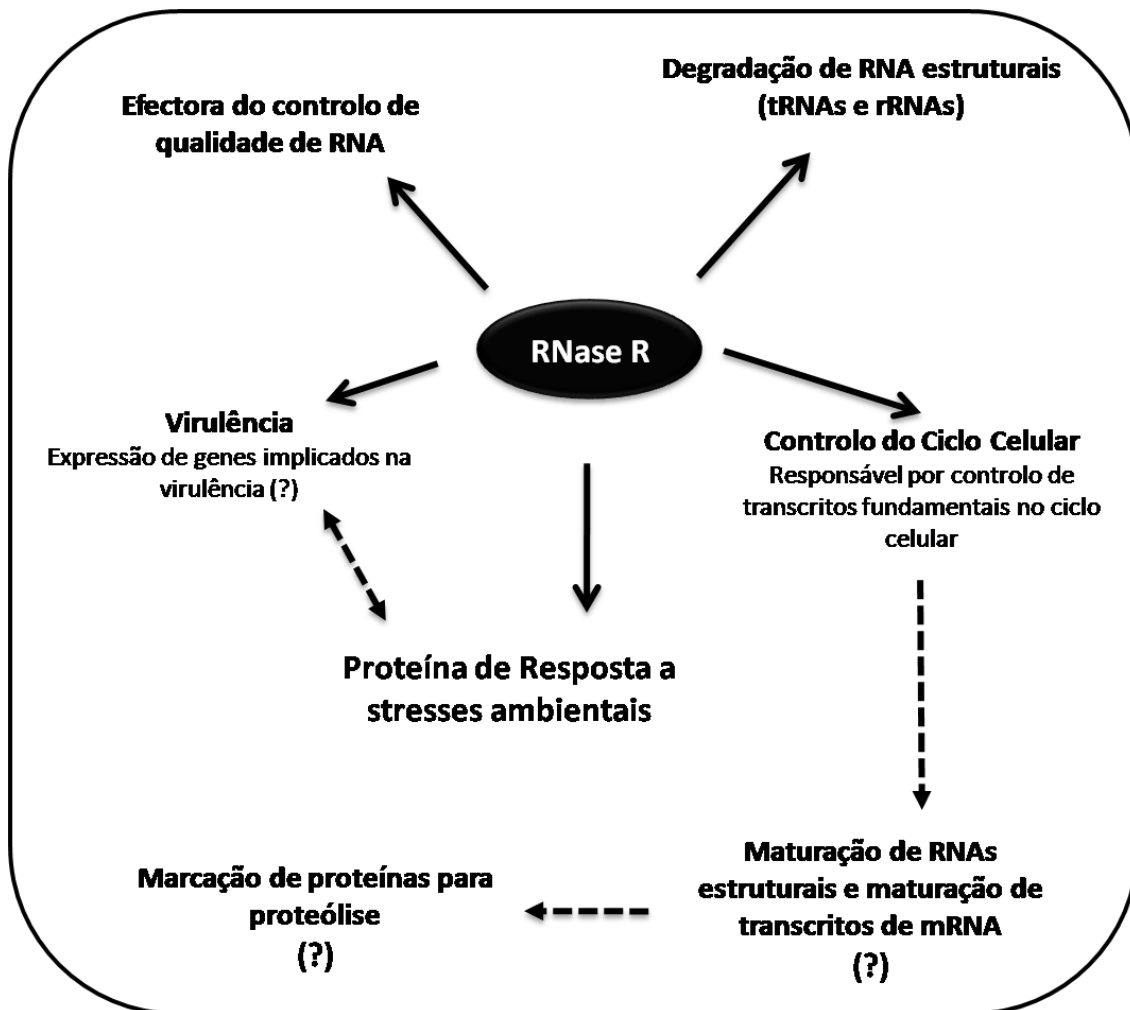 Efectora do controlo de
qualidade de RNA
Degradação de RNA estruturais
(tRNAs e rRNAs)
RNase R
Virulência
Expressão de genes implicados na
virulência (?)
Controlo do Ciclo Celular
Responsável por controlo de
transcritos fundamentais no ciclo
celular
Proteína de Resposta a
stresses ambientais
Marcação de proteínas para
proteólise
(?)
Maturação de RNAs
estruturais e maturação de
transcritos de mRNA
(?)